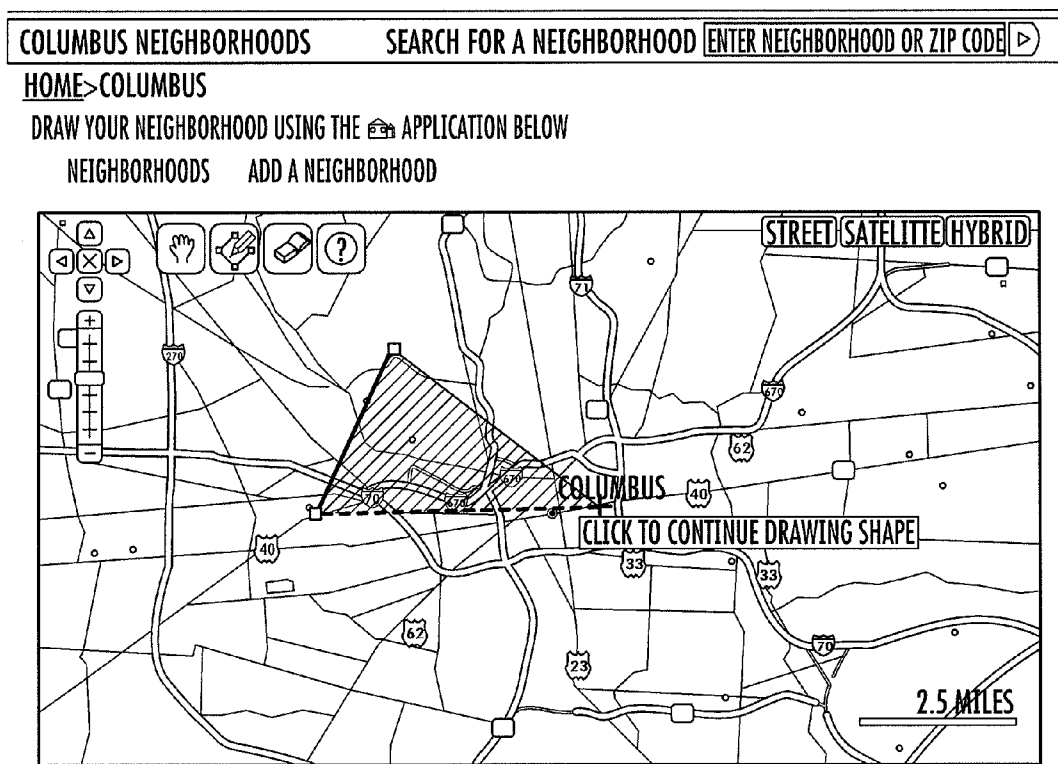 COLUMBUS NEIGHBORHOODS SEARCH FOR A NEIGHBORHOOD ENTER NEIGHBORHOOD OR ZIP CODE
HOME>COLUMBUS
DRAW YOUR NEIGHBORHOOD USING THE APPLICATION BELOW
NEIGHBORHOODS ADD A NEIGHBORHOOD
STREET SATELITTE HYBRID
?
71
270
670
62
670
COLUMBUS
70
670
40
CLICK TO CONTINUE DRAWING SHAPE
40
33
33
62
70
23
2.5 MILES